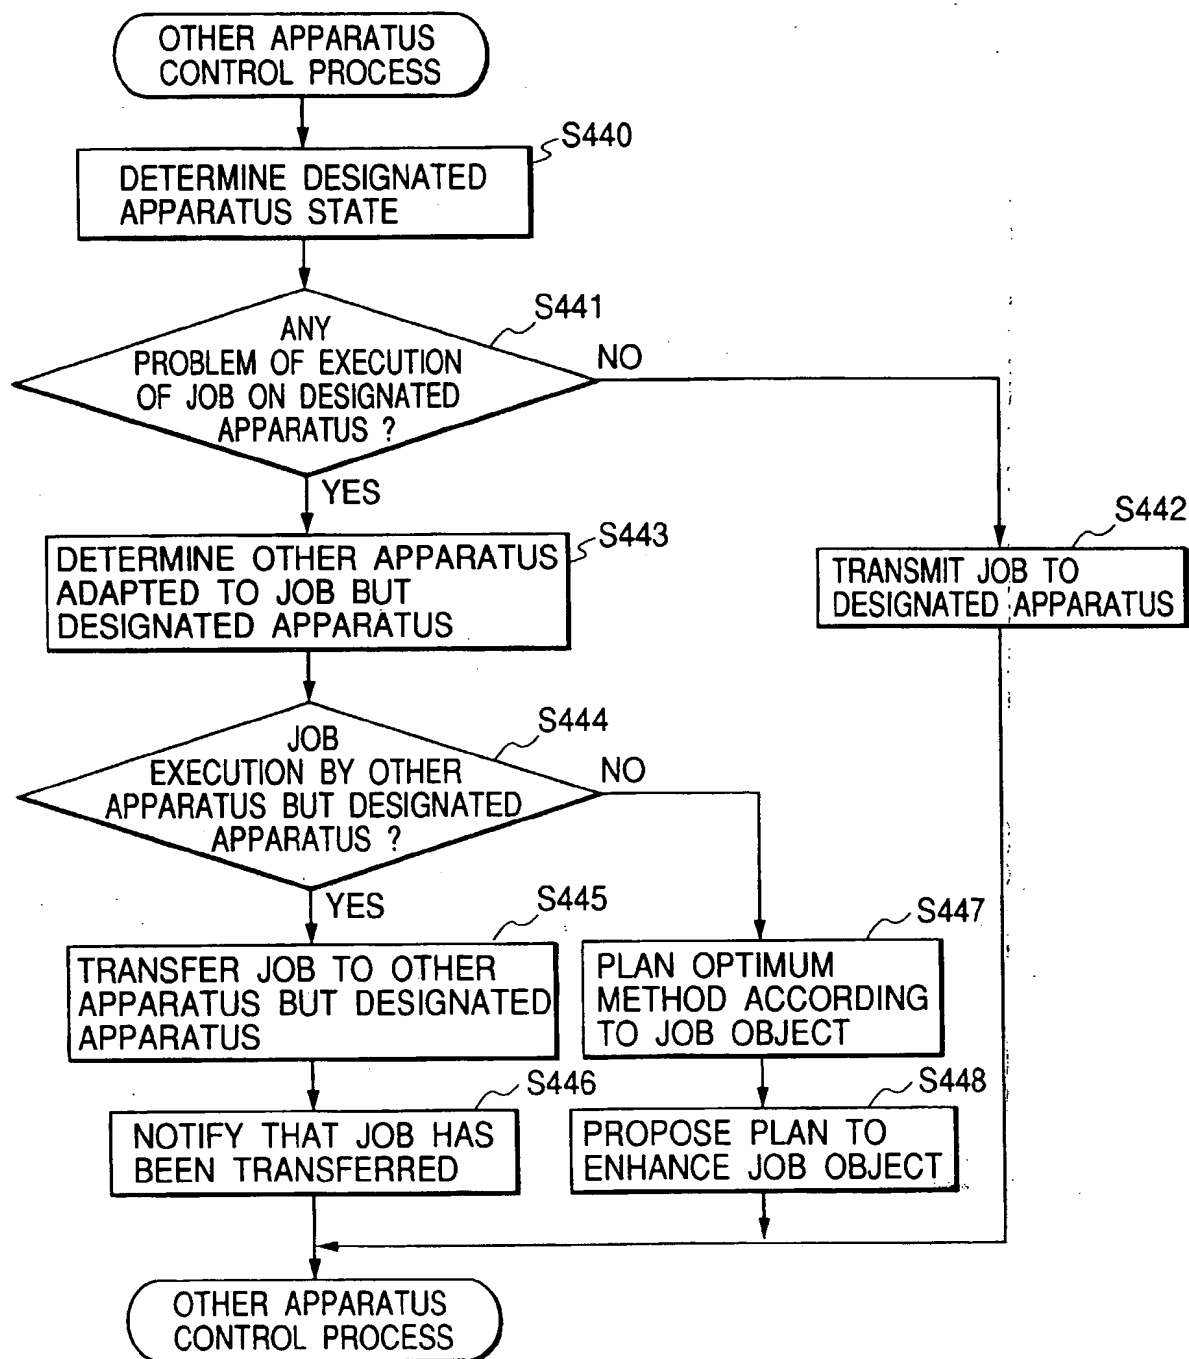 OTHER APPARATUS
CONTROL PROCESS
S440
DETERMINE DESIGNATED
APPARATUS STATE
S441
ANY
PROBLEM OF EXECUTION
OF JOB ON DESIGNATED
APPARATUS ?
NO
YES
S442
TRANSMIT JOB TO
DESIGNATED APPARATUS
S443
DETERMINE OTHER APPARATUS
ADAPTED TO JOB BUT
DESIGNATED APPARATUS
S444
JOB
EXECUTION BY OTHER
APPARATUS BUT DESIGNATED
APPARATUS ?
NO
YES
S445
TRANSFER JOB TO OTHER
APPARATUS BUT DESIGNATED
APPARATUS
S447
PLAN OPTIMUM
METHOD ACCORDING
TO JOB OBJECT
S446
NOTIFY THAT JOB HAS
BEEN TRANSFERRED
S448
PROPOSE PLAN TO
ENHANCE JOB OBJECT
OTHER APPARATUS
CONTROL PROCESS